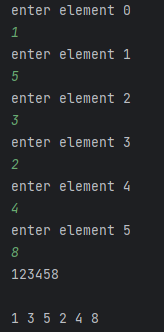 enter element 0
1
enter element 1
5
enter element 2
3
enter element 3
2
enter element 4
4
enter element 5
8
123458
1 3 5 2 4 8